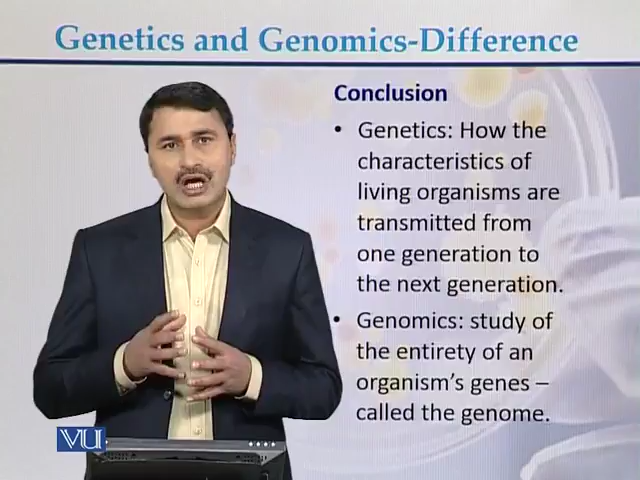 Genetics and Genomics-Difference
Conclusion
• Genetics: How the
characteristics of
living organisms are
transmitted from
one generation to
the next generation.
• Genomics: study of
the entirety of an
organism's genes –
called the genome.
VU